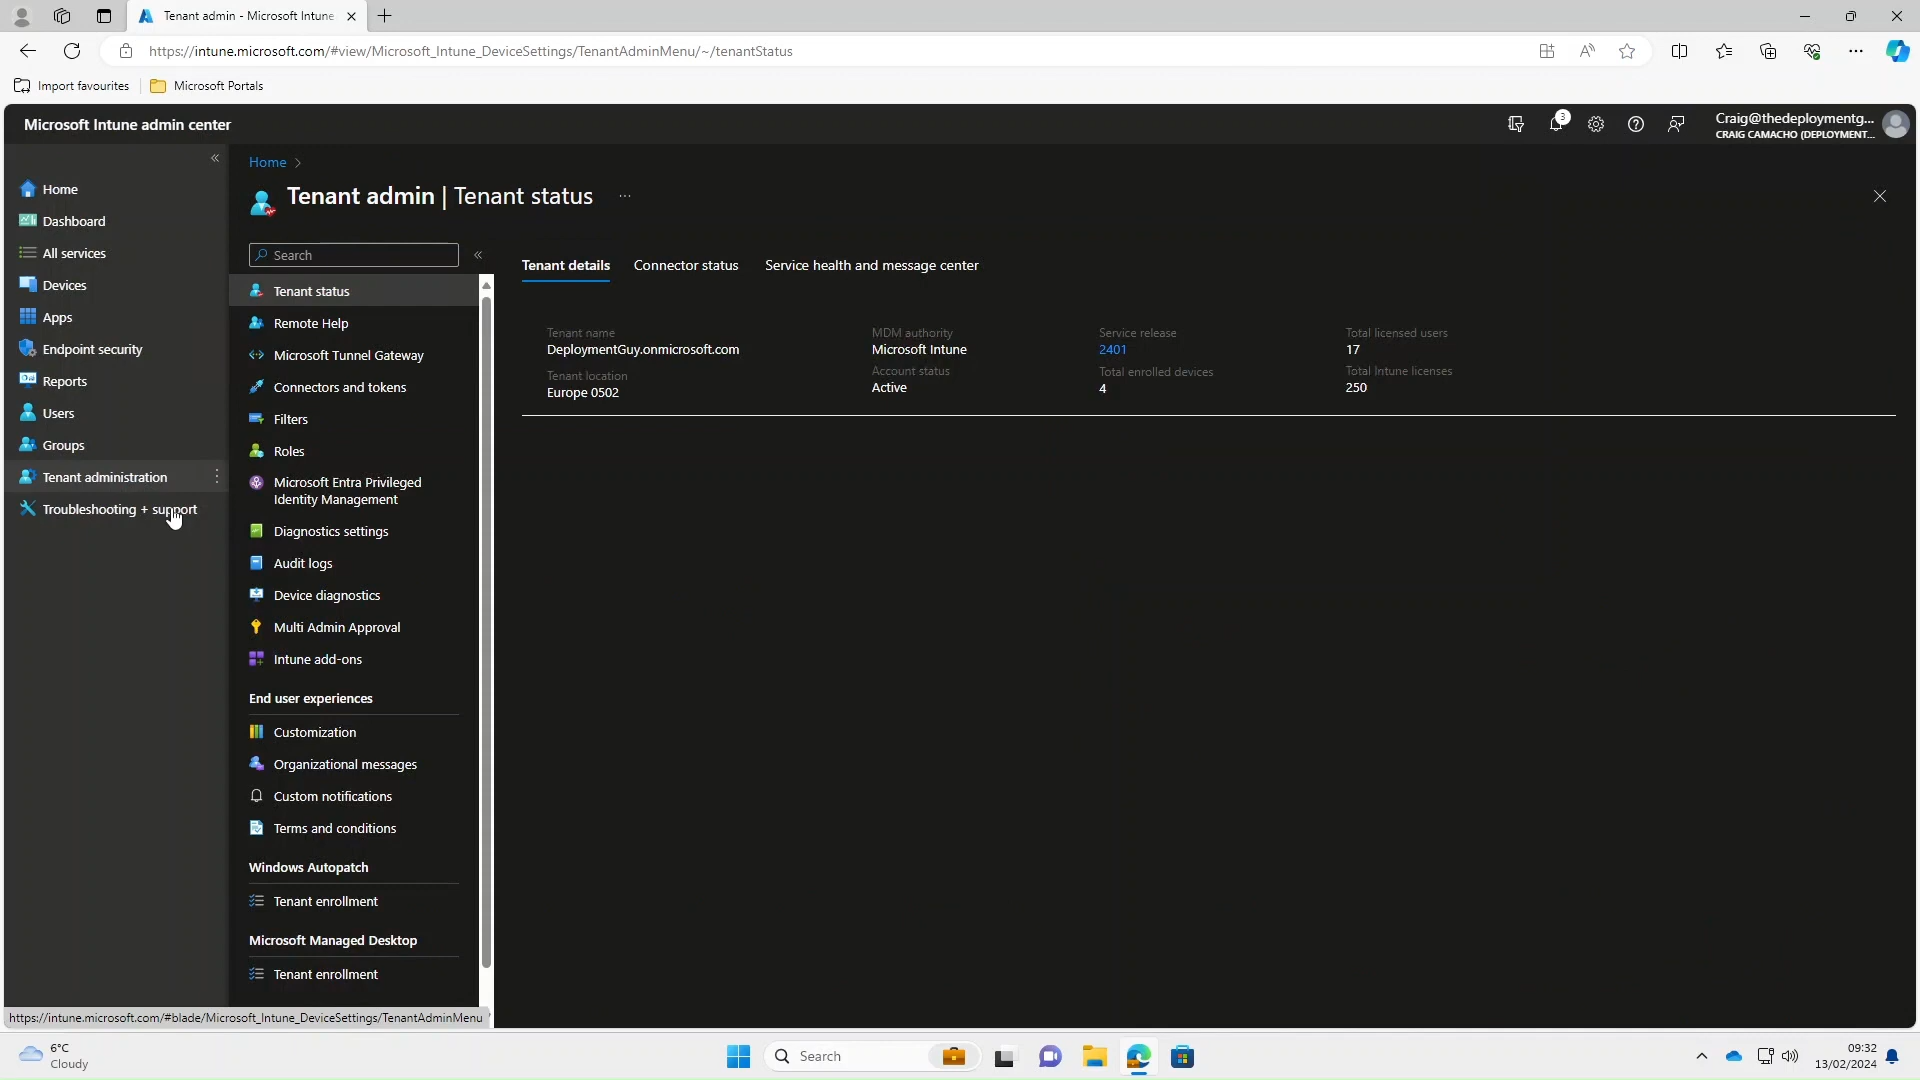 Tenant admin - Microsoft Intune
https://intune.microsoft.com/#view/Microsoft_Intune_DeviceSettings/TenantAdminMenu/~/tenantStatus
Import favourites
Microsoft Portals
Microsoft Intune admin center
3
Craig@thedeploymentg...
CRAIG CAMACHO (DEPLOYMENT...
Home
Dashboard
All services
Devices
Apps
Endpoint security
Reports
Users
Groups
Tenant administration
Troubleshooting + support
Home >
Tenant admin | Tenant status ...
Search
Tenant status
Remote Help
Microsoft Tunnel Gateway
Connectors and tokens
Filters
Roles
Microsoft Entra Privileged
Identity Management
Diagnostics settings
Audit logs
Device diagnostics
Multi Admin Approval
Intune add-ons
End user experiences
Customization
Organizational messages
Custom notifications
Terms and conditions
Windows Autopatch
Tenant enrollment
Microsoft Managed Desktop
Tenant enrollment
Tenant details Connector status Service health and message center
Tenant name
DeploymentGuy.onmicrosoft.com
Tenant location
Europe 0502
MDM authority
Microsoft Intune
Account status
Active
Service release
2401
Total enrolled devices
4
Total licensed users
17
Total Intune licenses
250
https://intune.microsoft.com/#blade/Microsoft_Intune_DeviceSettings/TenantAdminMenu
6°C
Cloudy
Search
09:32
13/02/2024